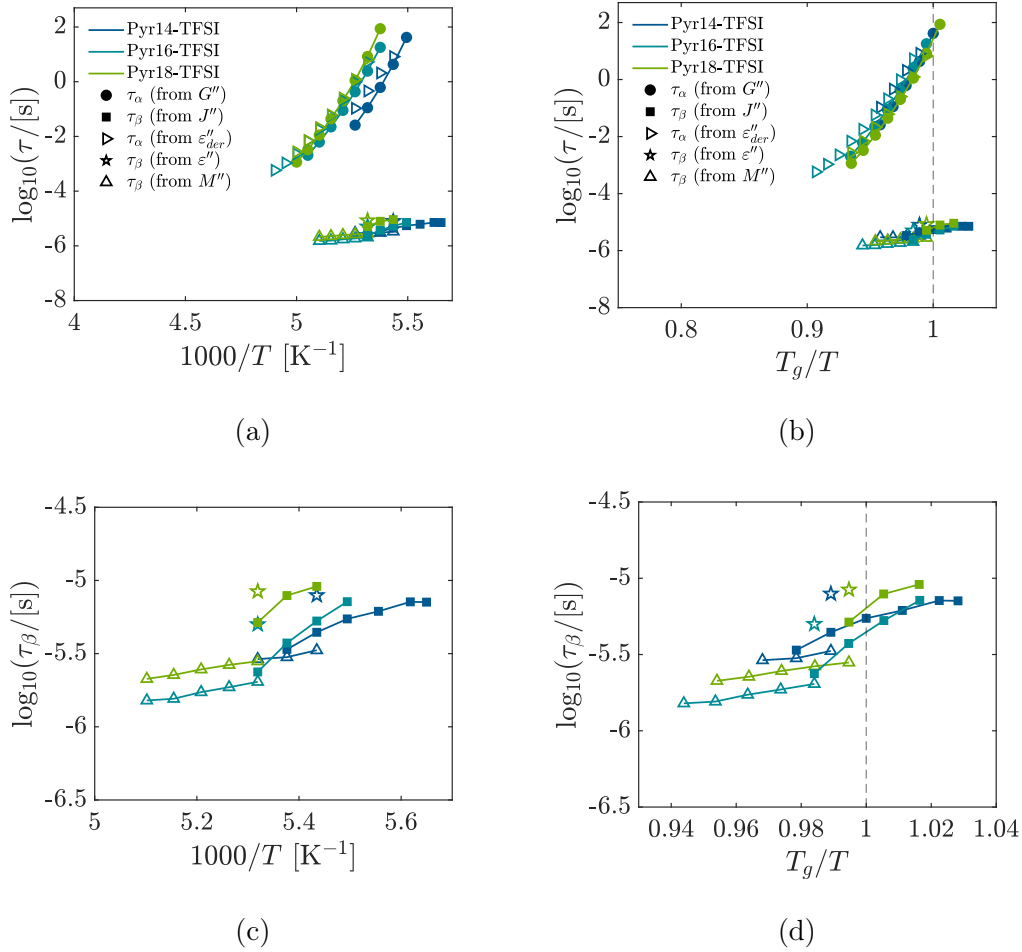 Pyr14-TFSI
Pyr16-TFSI
Pyr18-TFSI
τα (from G″)
τβ (from J″)
τα (from ε″der)
τβ (from ε″)
τβ (from M″)
log10(τ/[s])
2
0
-2
-4
-6
-8
4 4.5 5 5.5
1000/T [K−1]
(a)
Pyr14-TFSI
Pyr16-TFSI
Pyr18-TFSI
τα (from G″)
τβ (from J″)
τα (from ε″der)
τβ (from ε″)
τβ (from M″)
log10(τ/[s])
2
0
-2
-4
-6
-8
0.8 0.9 1
Tg/T
(b)
log10(τβ/[s])
-4.5
-5
-5.5
-6
-6.5
5 5.2 5.4 5.6
1000/T [K−1]
(c)
log10(τβ/[s])
-4.5
-5
-5.5
-6
-6.5
0.94 0.96 0.98 1 1.02 1.04
Tg/T
(d)